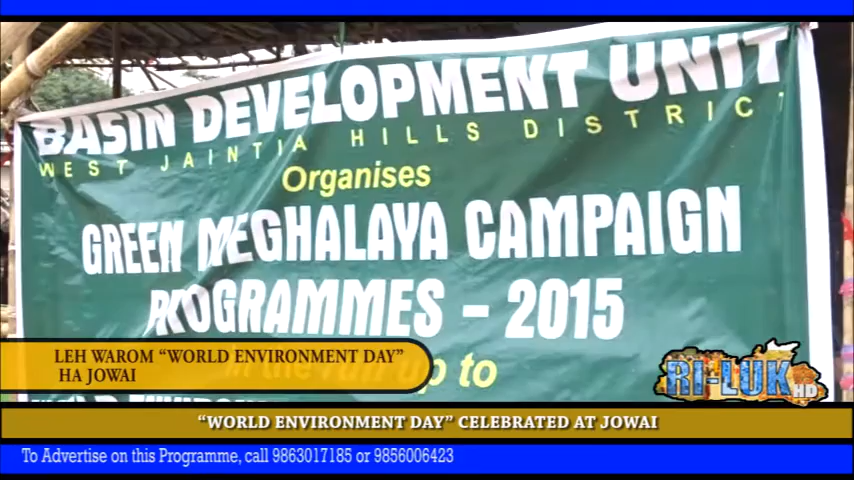 BASIN DEVELOPMENT UNIT
WEST JAINTIA HILLS DISTRICT
Organises
GREEN MEGHALAYA CAMPAIGN
PROGRAMMES – 2015
in the run up to
LEH WAROM “WORLD ENVIRONMENT DAY”
HA JOWAI
RI-LUK HD
“WORLD ENVIRONMENT DAY” CELEBRATED AT JOWAI
To Advertise on this Programme, call 9863017185 or 9856006423